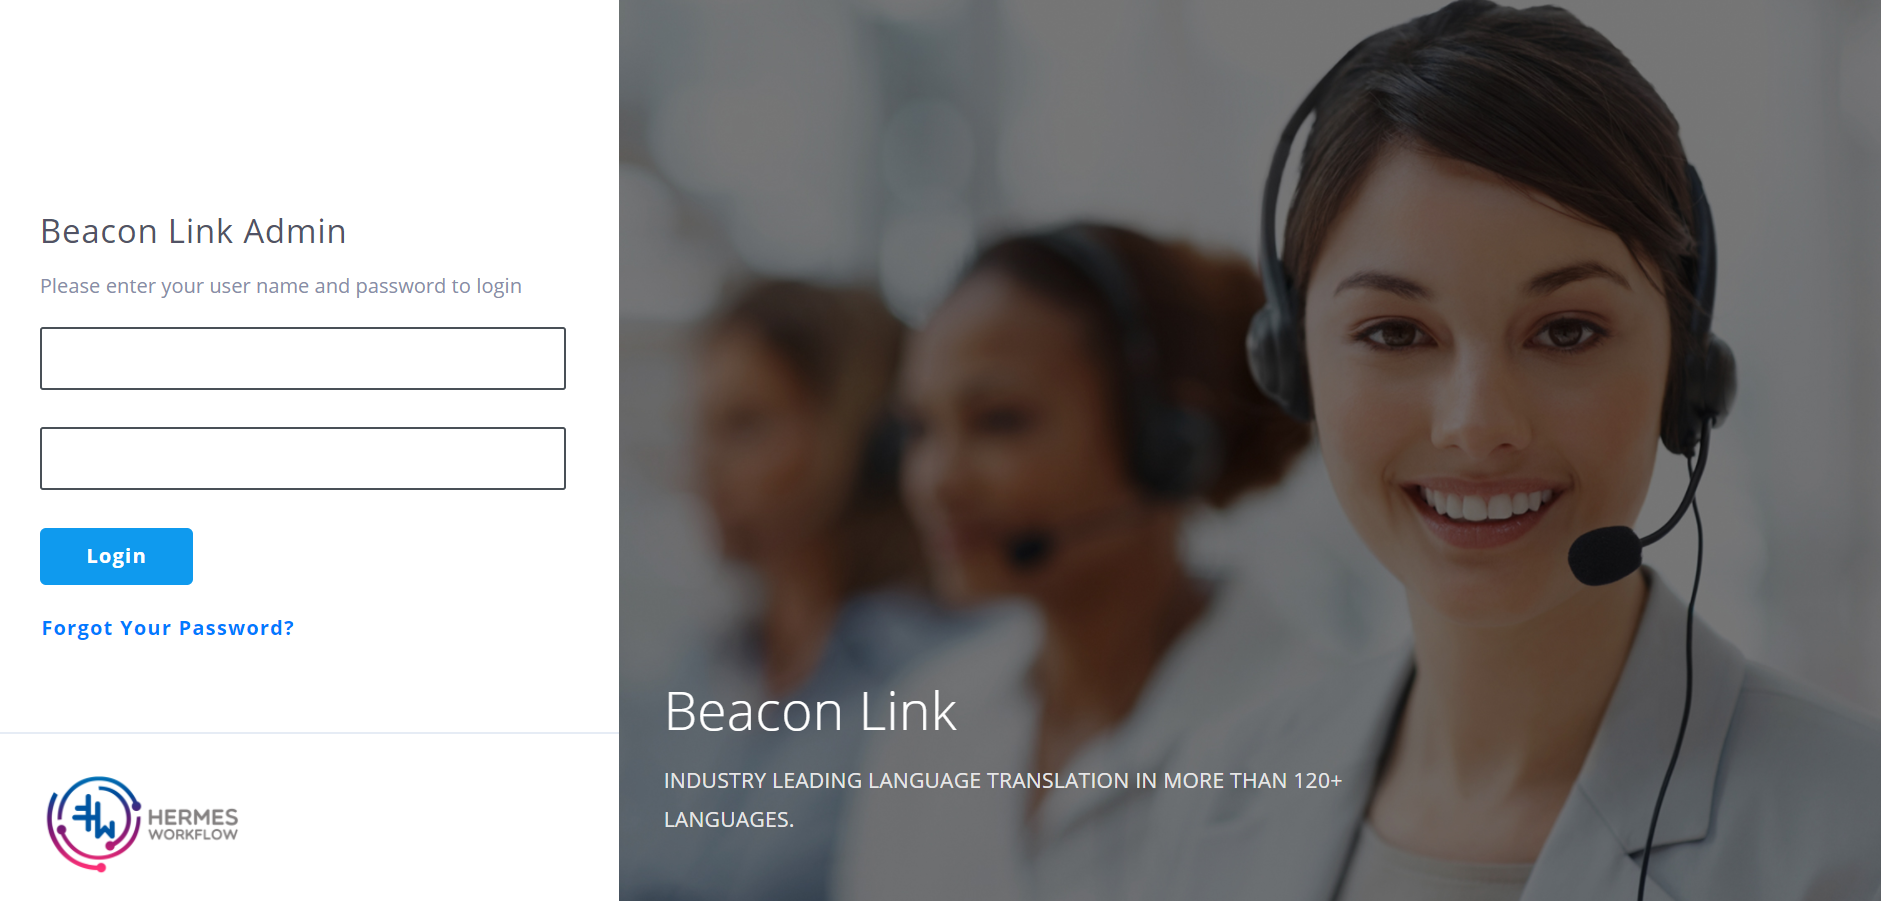 Beacon Link Admin
Please enter your user name and password to login
Login
Forgot Your Password?
HERMES
WORKFLOW
Beacon Link
INDUSTRY LEADING LANGUAGE TRANSLATION IN MORE THAN 120+
LANGUAGES.